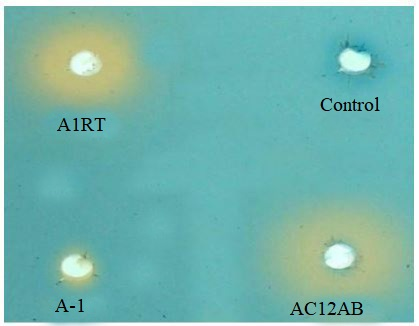 A1RT
Control
A-1
AC12AB